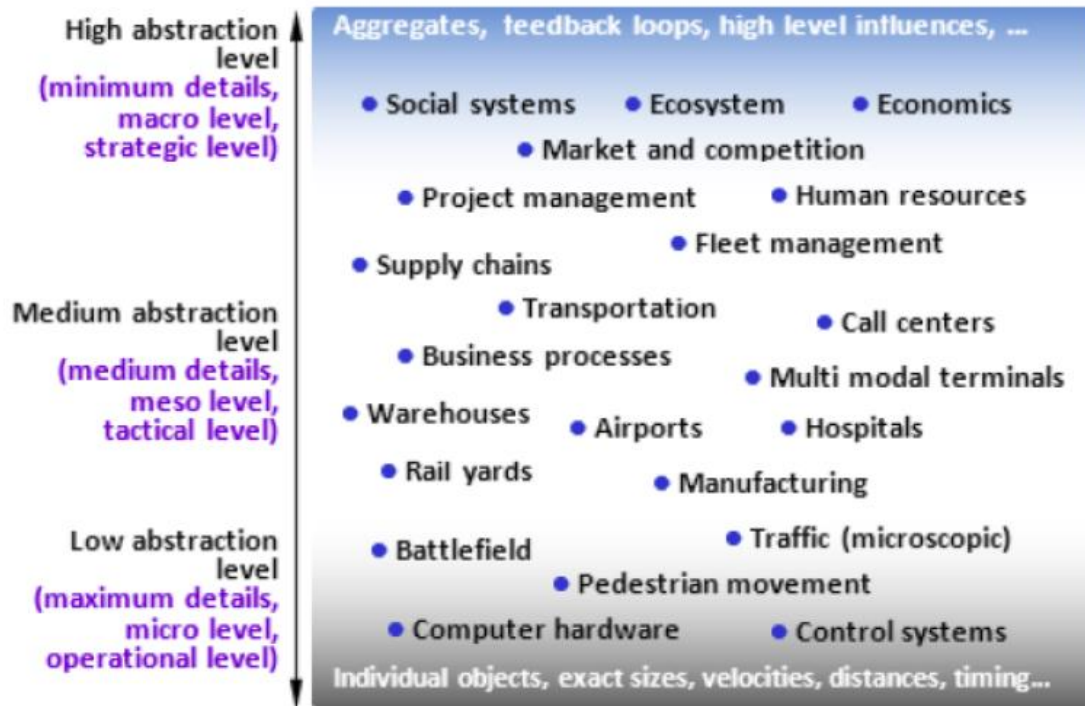 High abstraction
level
(minimum details,
macro level,
strategic level)
Medium abstraction
level
(medium details,
meso level,
tactical level)
Low abstraction
level
(maximum details,
micro level,
operational level)
Aggregates, feedback loops, high level influences, ...
Social systems
Ecosystem
Economics
Market and competition
Project management
Human resources
Fleet management
Supply chains
Transportation
Call centers
Business processes
Multi modal terminals
Warehouses
Airports
Hospitals
Rail yards
Manufacturing
Traffic (microscopic)
Battlefield
Pedestrian movement
Computer hardware
Control systems
Individual objects, exact sizes, velocities, distances, timing...